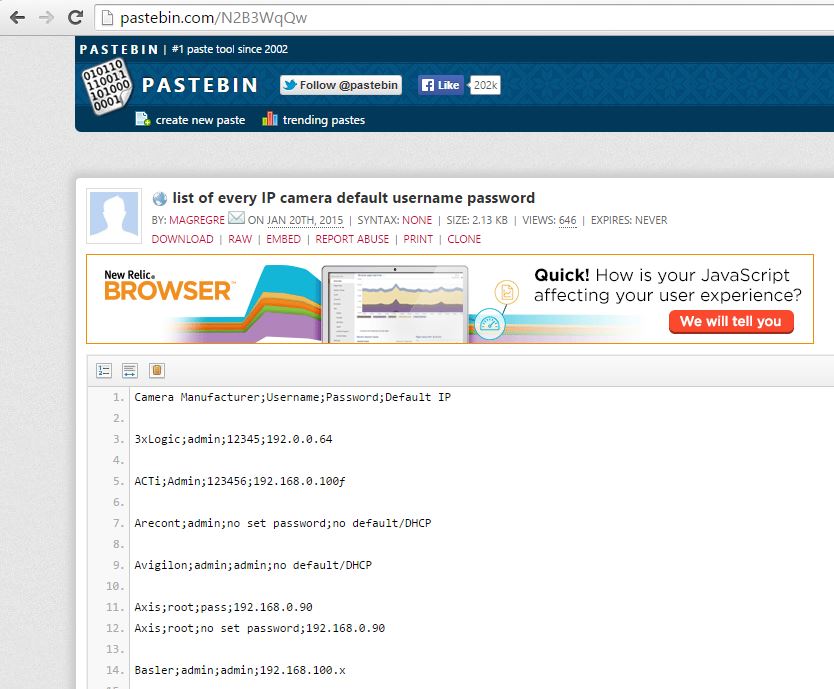 pastebin.com/N2B3WqQw
PASTEBIN | #1 paste tool since 2002
010110
110011
101000
0001
PASTEBIN
Follow @pastebin
Like
202k
create new paste
trending pastes
list of every IP camera default username password
BY: MAGREGRE ON JAN 20TH, 2015 | SYNTAX: NONE | SIZE: 2.13 KB | VIEWS: 646 | EXPIRES: NEVER
DOWNLOAD | RAW | EMBED | REPORT ABUSE | PRINT | CLONE
New Relic®
BROWSER™
Quick! How is your JavaScript
affecting your user experience?
We will tell you
1. Camera Manufacturer;Username;Password;Default IP
2.
3. 3xLogic;admin;12345;192.0.0.64
4.
5. ACTi;Admin;123456;192.168.0.100ƒ
6.
7. Arecont;admin;no set password;no default/DHCP
8.
9. Avigilon;admin;admin;no default/DHCP
10.
11. Axis;root;pass;192.168.0.90
12. Axis;root;no set password;192.168.0.90
13.
14. Basler;admin;admin;192.168.100.x